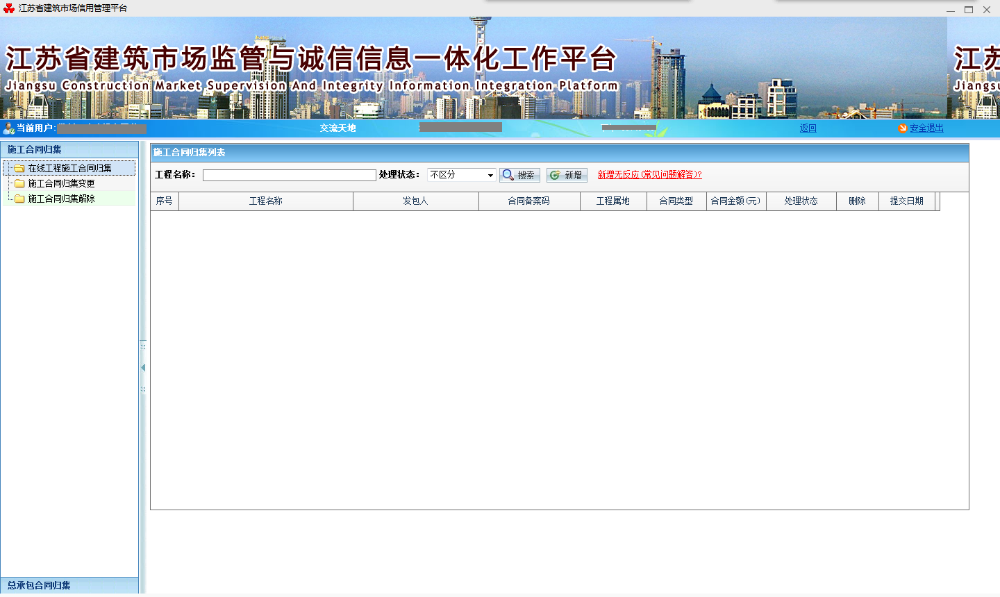 江苏省建筑市场信用管理平台
江苏省建筑市场监管与诚信信息一体化工作平台
江苏
Jiangsu Construction Market Supervision And Integrity Information Integration Platform
Jiangsu
当前用户:
交流天地
返回
安全退出
施工合同归集
在线工程施工合同归集
施工合同归集变更
施工合同归集解除
总承包合同归集
施工合同归集列表
工程名称： 处理状态： 不区分 搜索 新增 新增无反应(常见问题解答)?
序号 工程名称 发包人 合同备案码 工程属地 合同类型 合同金额(元) 处理状态 删除 提交日期